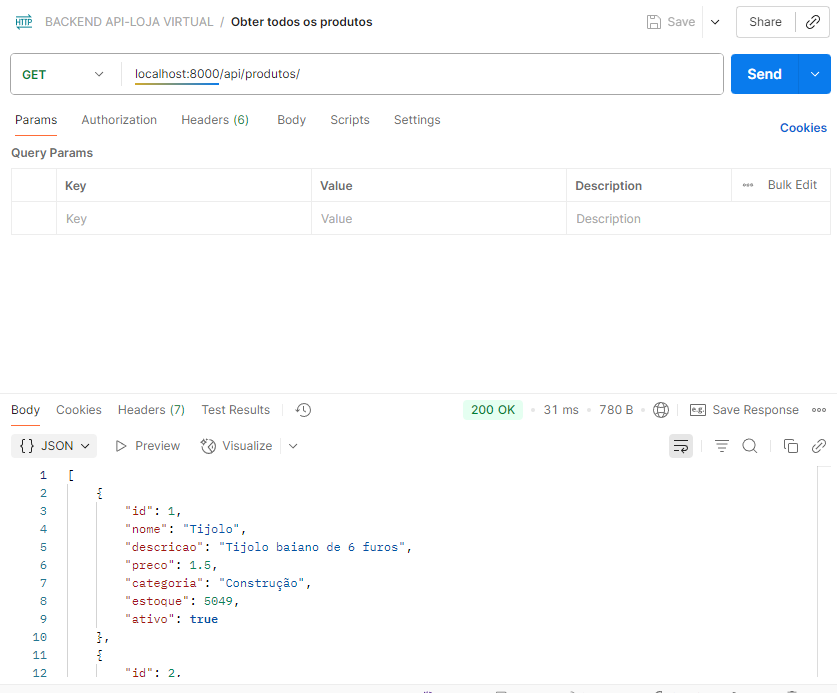 HTTP BACKEND API-LOJA VIRTUAL / Obter todos os produtos Save Share
GET localhost:8000/api/produtos/ Send
Params Authorization Headers (6) Body Scripts Settings Cookies
Query Params
Key Value Description ••• Bulk Edit
Key Value Description
Body Cookies Headers (7) Test Results 200 OK • 31 ms • 780 B • e.g. Save Response •••
{} JSON Preview Visualize
1 [
2 {
3 "id": 1,
4 "nome": "Tijolo",
5 "descricao": "Tijolo baiano de 6 furos",
6 "preco": 1.5,
7 "categoria": "Construção",
8 "estoque": 5049,
9 "ativo": true
10 },
11 {
12 "id": 2,